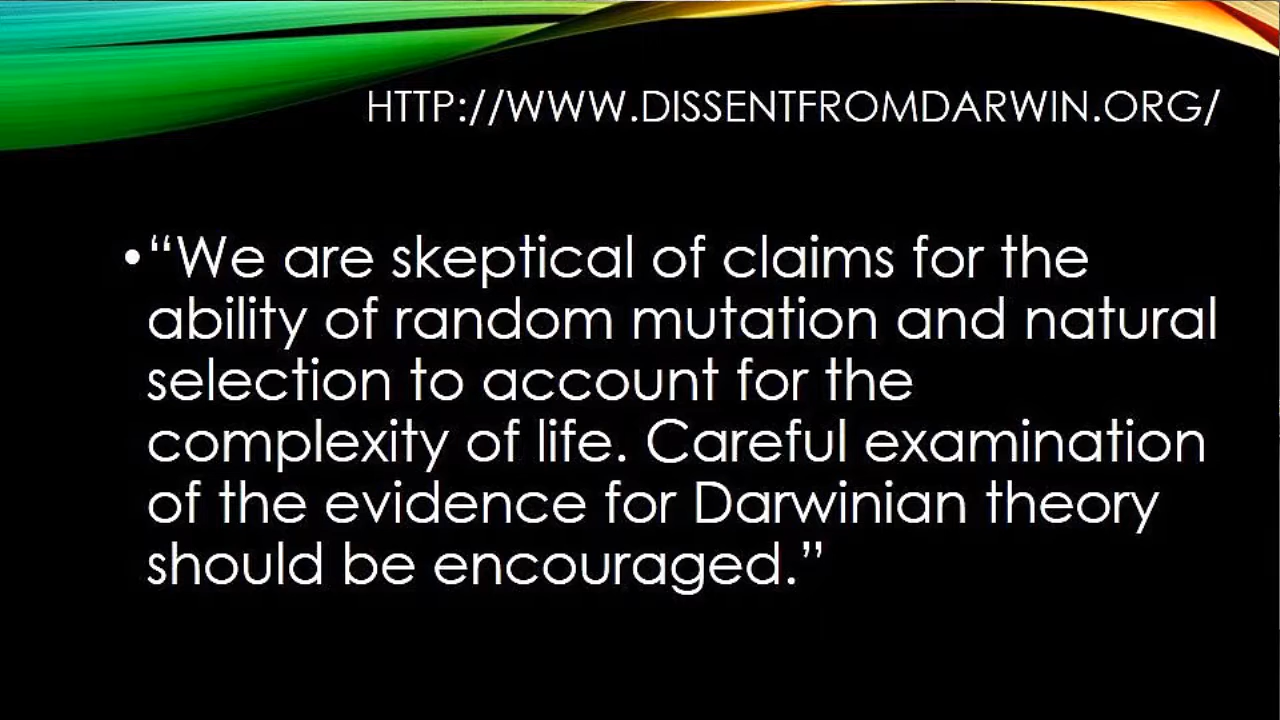 HTTP://WWW.DISSENTFROMDARWIN.ORG/
•“We are skeptical of claims for the
ability of random mutation and natural
selection to account for the
complexity of life. Careful examination
of the evidence for Darwinian theory
should be encouraged.”